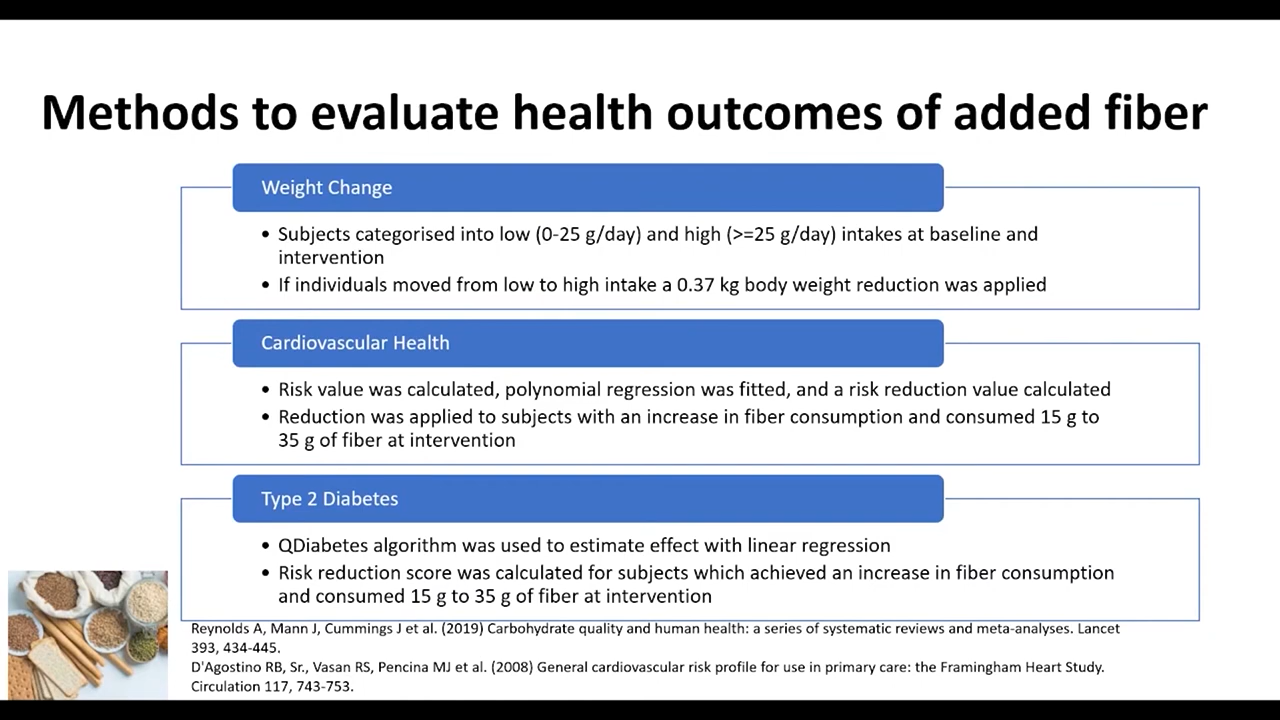 Methods to evaluate health outcomes of added fiber
Weight Change
• Subjects categorised into low (0-25 g/day) and high (>=25 g/day) intakes at baseline and
intervention
• If individuals moved from low to high intake a 0.37 kg body weight reduction was applied
Cardiovascular Health
• Risk value was calculated, polynomial regression was fitted, and a risk reduction value calculated
• Reduction was applied to subjects with an increase in fiber consumption and consumed 15 g to
35 g of fiber at intervention
Type 2 Diabetes
• QDiabetes algorithm was used to estimate effect with linear regression
• Risk reduction score was calculated for subjects which achieved an increase in fiber consumption
and consumed 15 g to 35 g of fiber at intervention
Reynolds A, Mann J, Cummings J et al. (2019) Carbohydrate quality and human health: a series of systematic reviews and meta-analyses. Lancet
393, 434-445.
D'Agostino RB, Sr., Vasan RS, Pencina MJ et al. (2008) General cardiovascular risk profile for use in primary care: the Framingham Heart Study.
Circulation 117, 743-753.